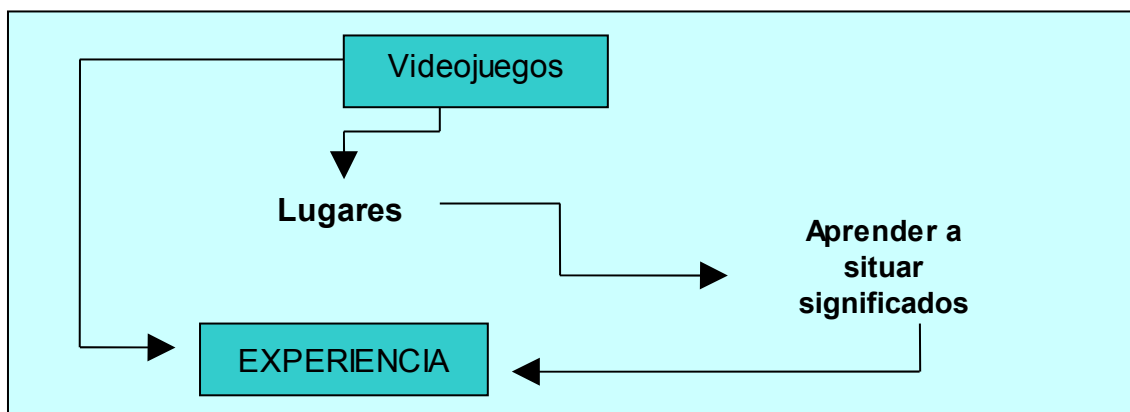 Videojuegos
Lugares
Aprender a
situar
significados
EXPERIENCIA